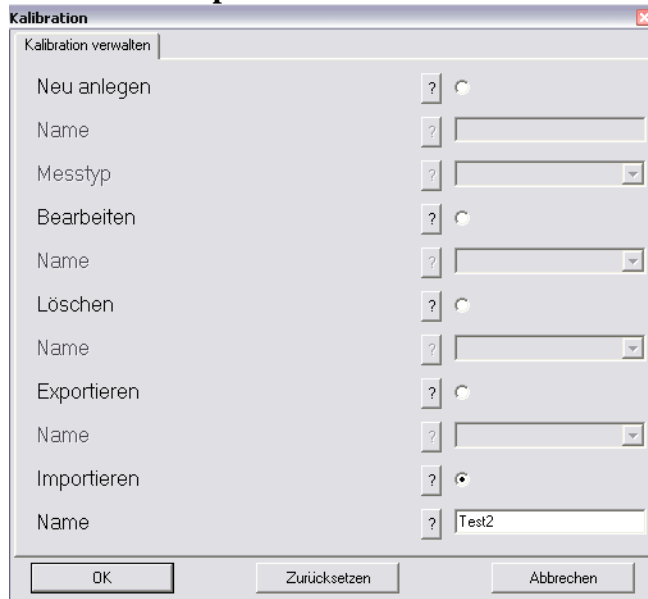 Kalibration
Kalibration verwalten
Neu anlegen ?
Name ?
Messtyp ?
Bearbeiten ?
Name ?
Löschen ?
Name ?
Exportieren ?
Name ?
Importieren ?
Name ? Test2
OK Zurücksetzen Abbrechen